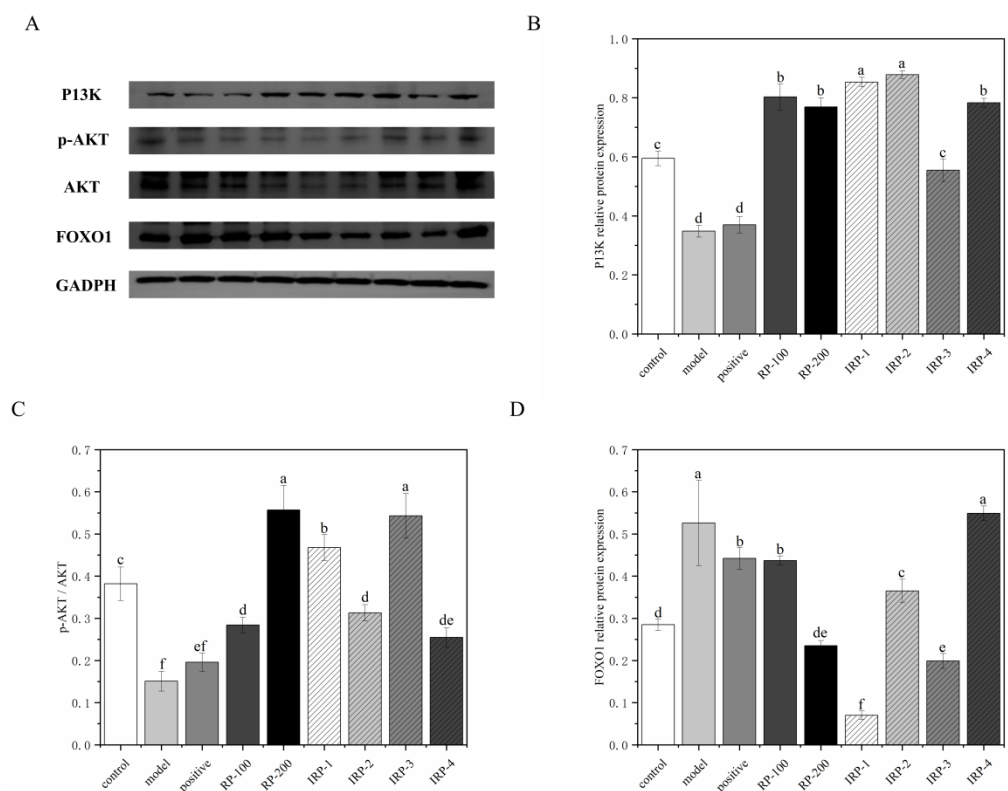 A
P13K
p-AKT
AKT
FOXO1
GADPH
B
P13K relative protein expression
1.0
0.8
0.6
0.4
0.2
0.0
c
d
d
b
b
a
a
c
b
control
model
positive
RP-100
RP-200
IRP-1
IRP-2
IRP-3
IRP-4
C
p-AKT / AKT
0.7
0.6
0.5
0.4
0.3
0.2
0.1
0.0
c
f
ef
d
a
b
d
a
de
control
model
positive
RP-100
RP-200
IRP-1
IRP-2
IRP-3
IRP-4
D
FOXO1 relative protein expression
0.7
0.6
0.5
0.4
0.3
0.2
0.1
0.0
d
a
b
b
de
f
c
e
a
control
model
positive
RP-100
RP-200
IRP-1
IRP-2
IRP-3
IRP-4